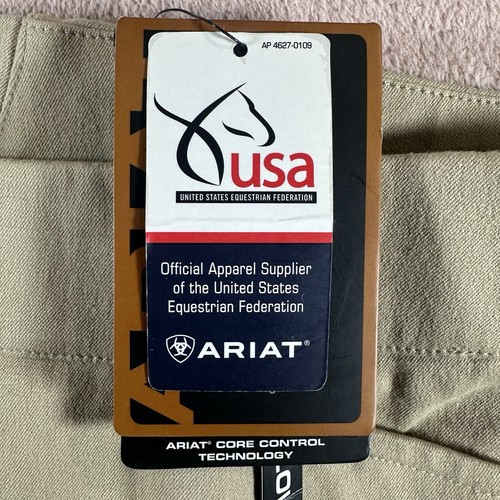 AP 4627-0109
usa
UNITED STATES EQUESTRIAN FEDERATION
Official Apparel Supplier
of the United States
Equestrian Federation
ARIAT®
ARIAT® CORE CONTROL
TECHNOLOGY